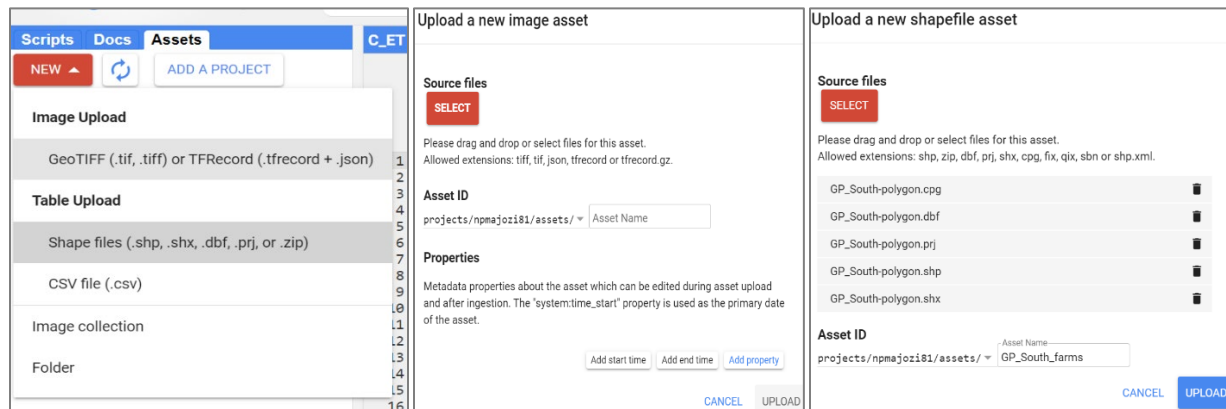 Scripts Docs Assets
NEW
ADD A PROJECT
Image Upload
GeoTIFF (.tif, .tiff) or TFRecord (.tfrecord + .json)
Table Upload
Shape files (.shp, .shx, .dbf, .prj, or .zip)
CSV file (.csv)
Image collection
Folder
C_ET
1
2
3
4
5
6
7
8
9
10
11
12
13
14
15
16
Upload a new image asset
Source files
SELECT
Please drag and drop or select files for this asset.
Allowed extensions: tiff, tif, json, tfrecord or tfrecord.gz.
Asset ID
projects/npmajozi81/assets/ Asset Name
Properties
Metadata properties about the asset which can be edited during asset upload
and after ingestion. The "system:time_start" property is used as the primary date
of the asset.
Add start time Add end time Add property
CANCEL UPLOAD
Upload a new shapefile asset
Source files
SELECT
Please drag and drop or select files for this asset.
Allowed extensions: shp, zip, dbf, prj, shx, cpg, fix, qix, sbn or shp.xml.
GP_South-polygon.cpg
GP_South-polygon.dbf
GP_South-polygon.prj
GP_South-polygon.shp
GP_South-polygon.shx
Asset ID
Asset Name
projects/npmajozi81/assets/ GP_South_farms
CANCEL UPLOAD